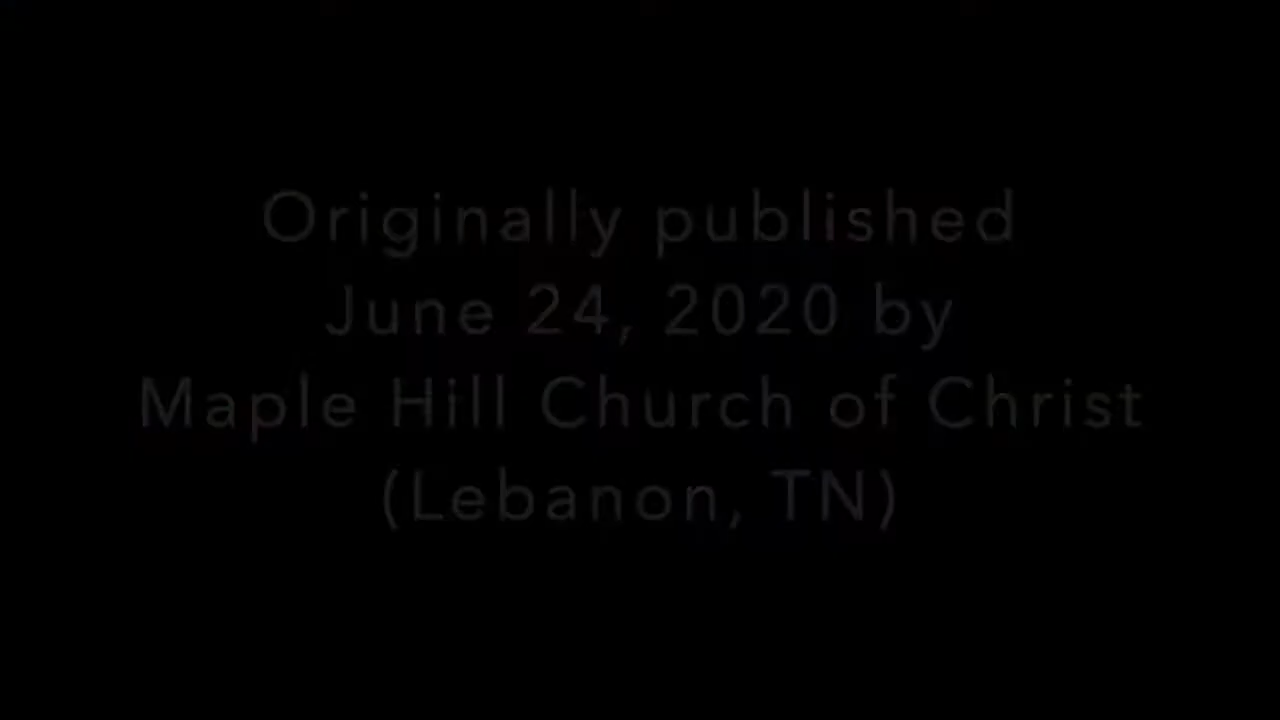 Originally published
June 24, 2020 by
Maple Hill Church of Christ
(Lebanon, TN)